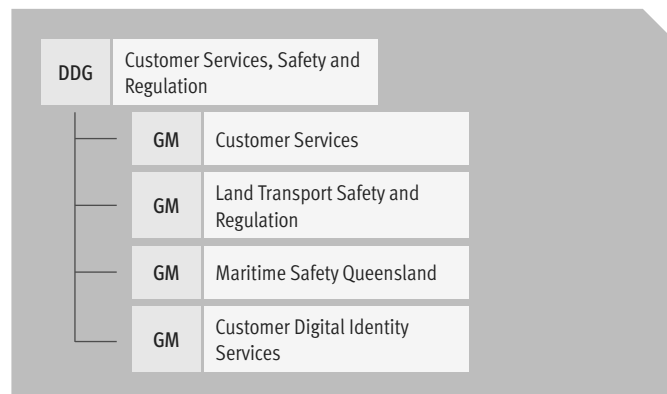 DDG
Customer Services, Safety and
Regulation
GM
Customer Services
GM
Land Transport Safety and
Regulation
GM
Maritime Safety Queensland
GM
Customer Digital Identity
Services